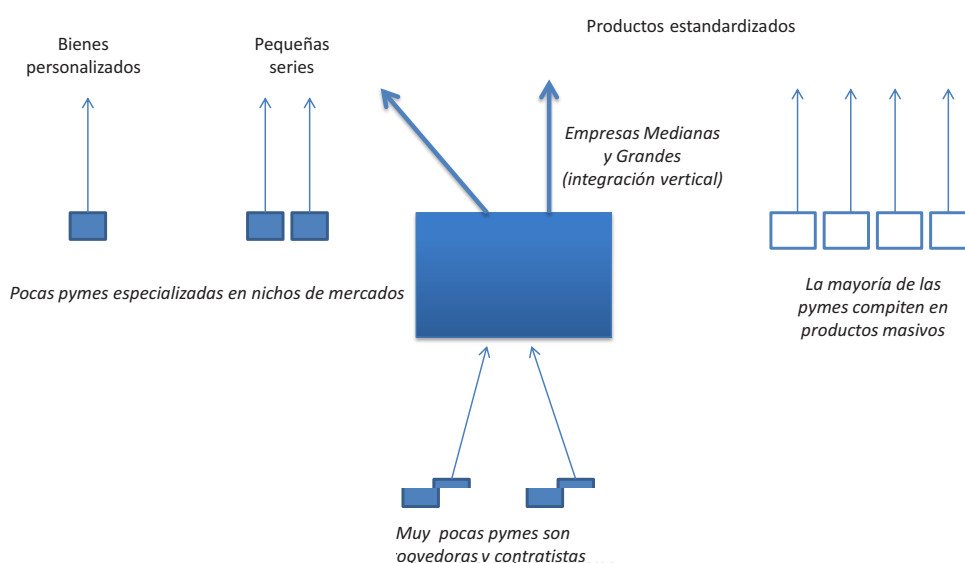 Bienes
personalizados
Pequeñas
series
Productos estandardizados
Empresas Medianas
y Grandes
(integración vertical)
Pocas pymes especializadas en nichos de mercados
La mayoría de las
pymes compiten en
productos masivos
Muy pocas pymes son
y contratistas